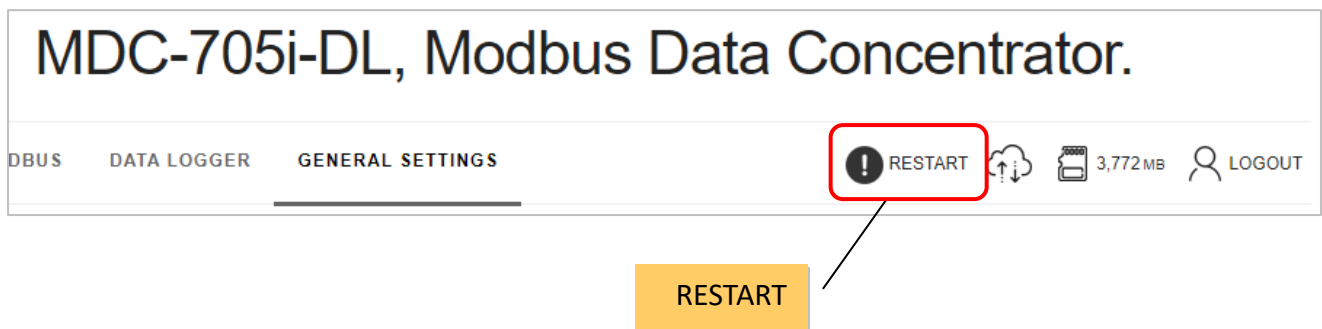 MDC-705i-DL, Modbus Data Concentrator.
DBUS DATA LOGGER GENERAL SETTINGS ! RESTART 3,772 MB LOGOUT
RESTART